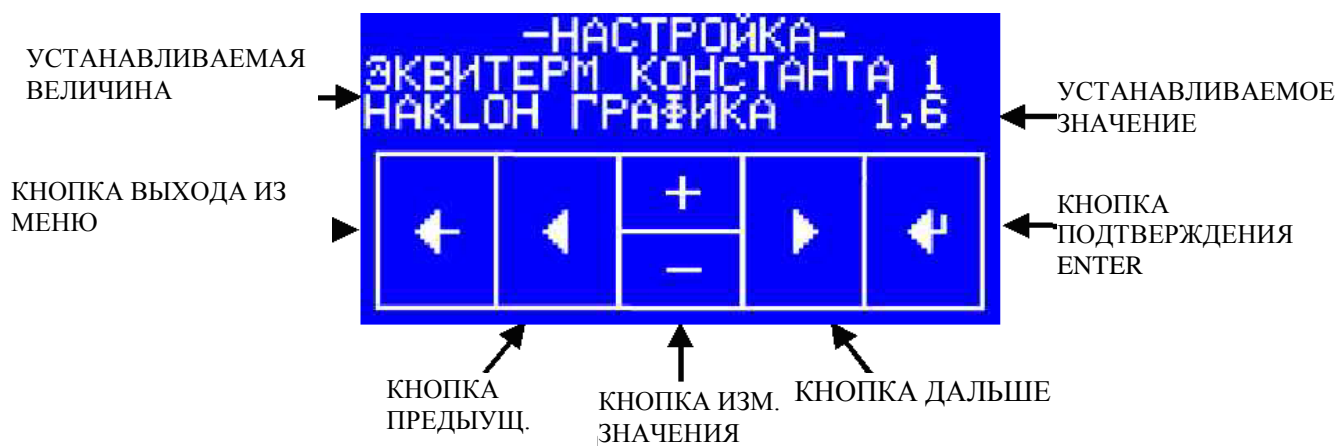 -НАСТРОЙКА-
УСТАНАВЛИВАЕМАЯ
ВЕЛИЧИНА
ЭКВИТЕРМ КОНСТАНТА 1
НАКLОН ГРАФИКА 1,6
УСТАНАВЛИВАЕМОЕ
ЗНАЧЕНИЕ
КНОПКА ВЫХОДА ИЗ
МЕНЮ
+
−
КНОПКА
ПОДТВЕРЖДЕНИЯ
ENTER
КНОПКА
ПРЕДЫУЩ.
КНОПКА ИЗМ.
ЗНАЧЕНИЯ
КНОПКА ДАЛЬШЕ